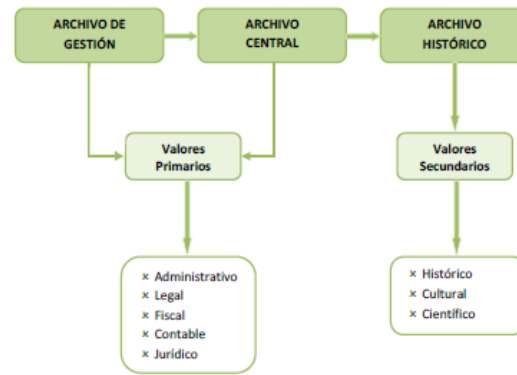 ARCHIVO DE
GESTIÓN
ARCHIVO
CENTRAL
ARCHIVO
HISTÓRICO
Valores
Primarios
Valores
Secundarios
× Administrativo
× Legal
× Fiscal
× Contable
× Jurídico
× Histórico
× Cultural
× Científico